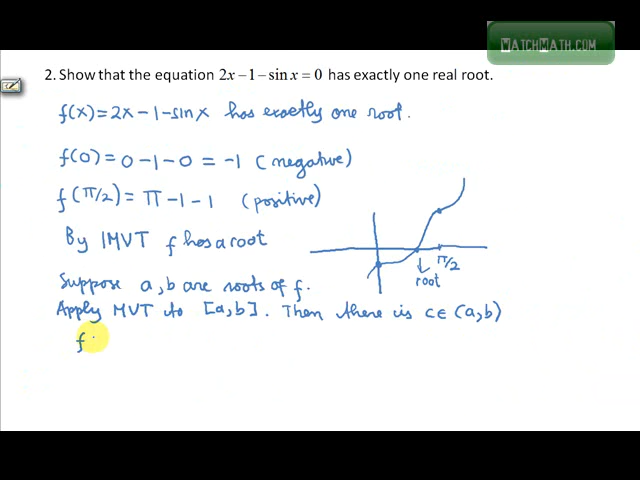 MATCHMATH.COM
2. Show that the equation 2x−1−sin x = 0 has exactly one real root.
f(x) = 2x−1−sinx has exactly one root.
f(0) = 0−1−0 = −1 (negative)
f(π/2) = π−1−1 (positive)
By IMVT f has a root
π/2
root
Suppose a,b are roots of f.
Apply MVT to [a,b]. Then there is c∈(a,b)
f